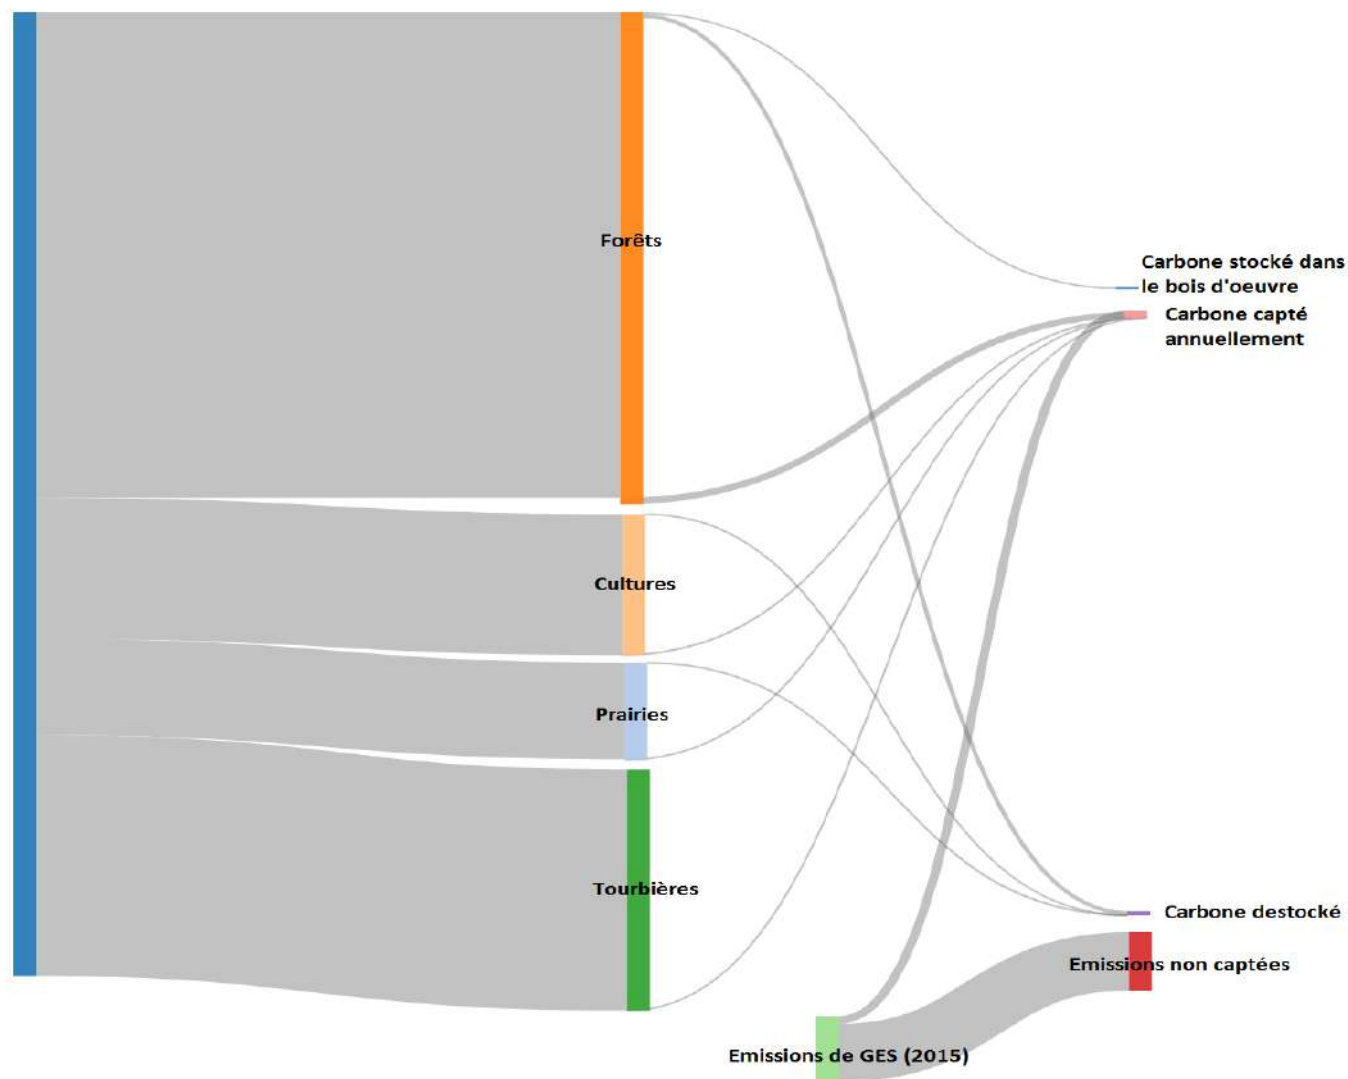 Forêts
Carbone stocké dans
le bois d'oeuvre
Carbone capté
annuellement
Cultures
Prairies
Tourbières
Carbone destocké
Emissions non captées
Emissions de GES (2015)